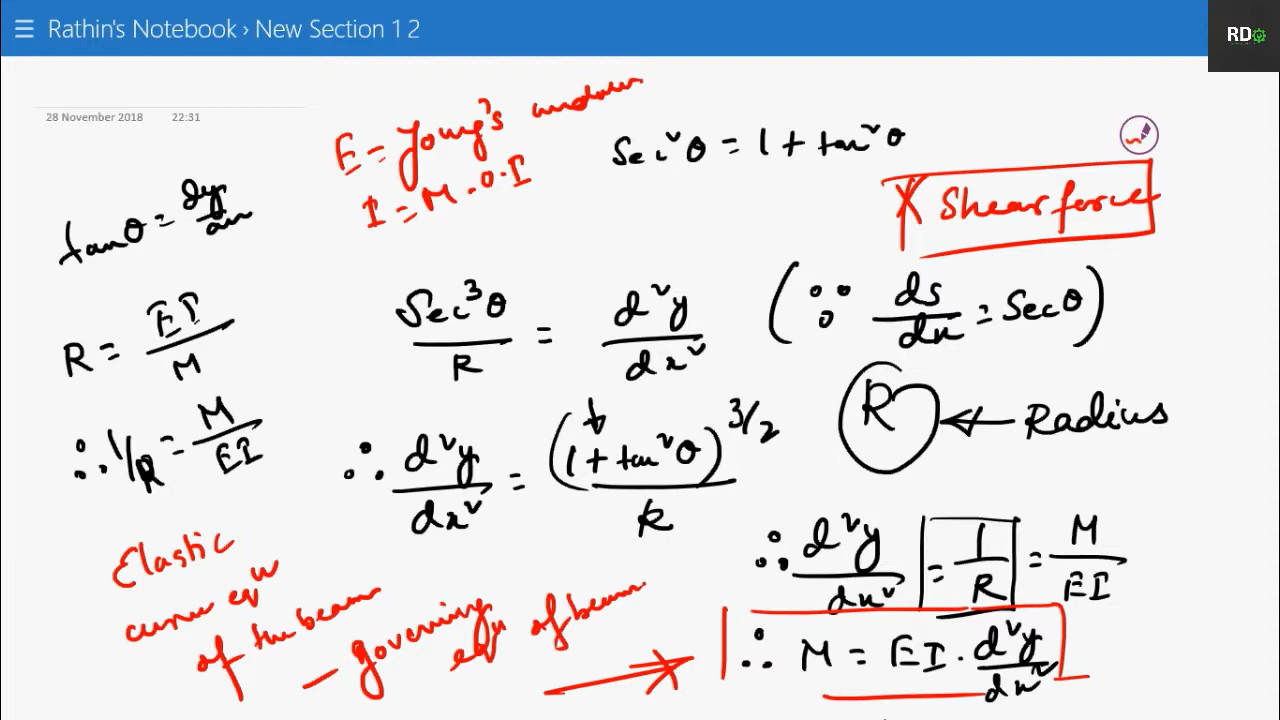 Rathin's Notebook › New Section 1 2
RD
28 November 2018 22:31
E = Young's modulus
I = M.O.I
Sec²θ = 1 + tan²θ
X Shear force
tanθ = dy/dx
R = EI/M
Sec³θ/R = d²y/dx² (∵ ds/dx = Secθ)
R ← Radius
∴ 1/R = M/EI
∴ d²y/dx² = (1 + tan²θ)^3/2 / R
∴ d²y/dx² = 1/R = M/EI
∴ M = EI . d²y/dx²
Elastic
curve eqn
of the beam
– governing
eqn of beam